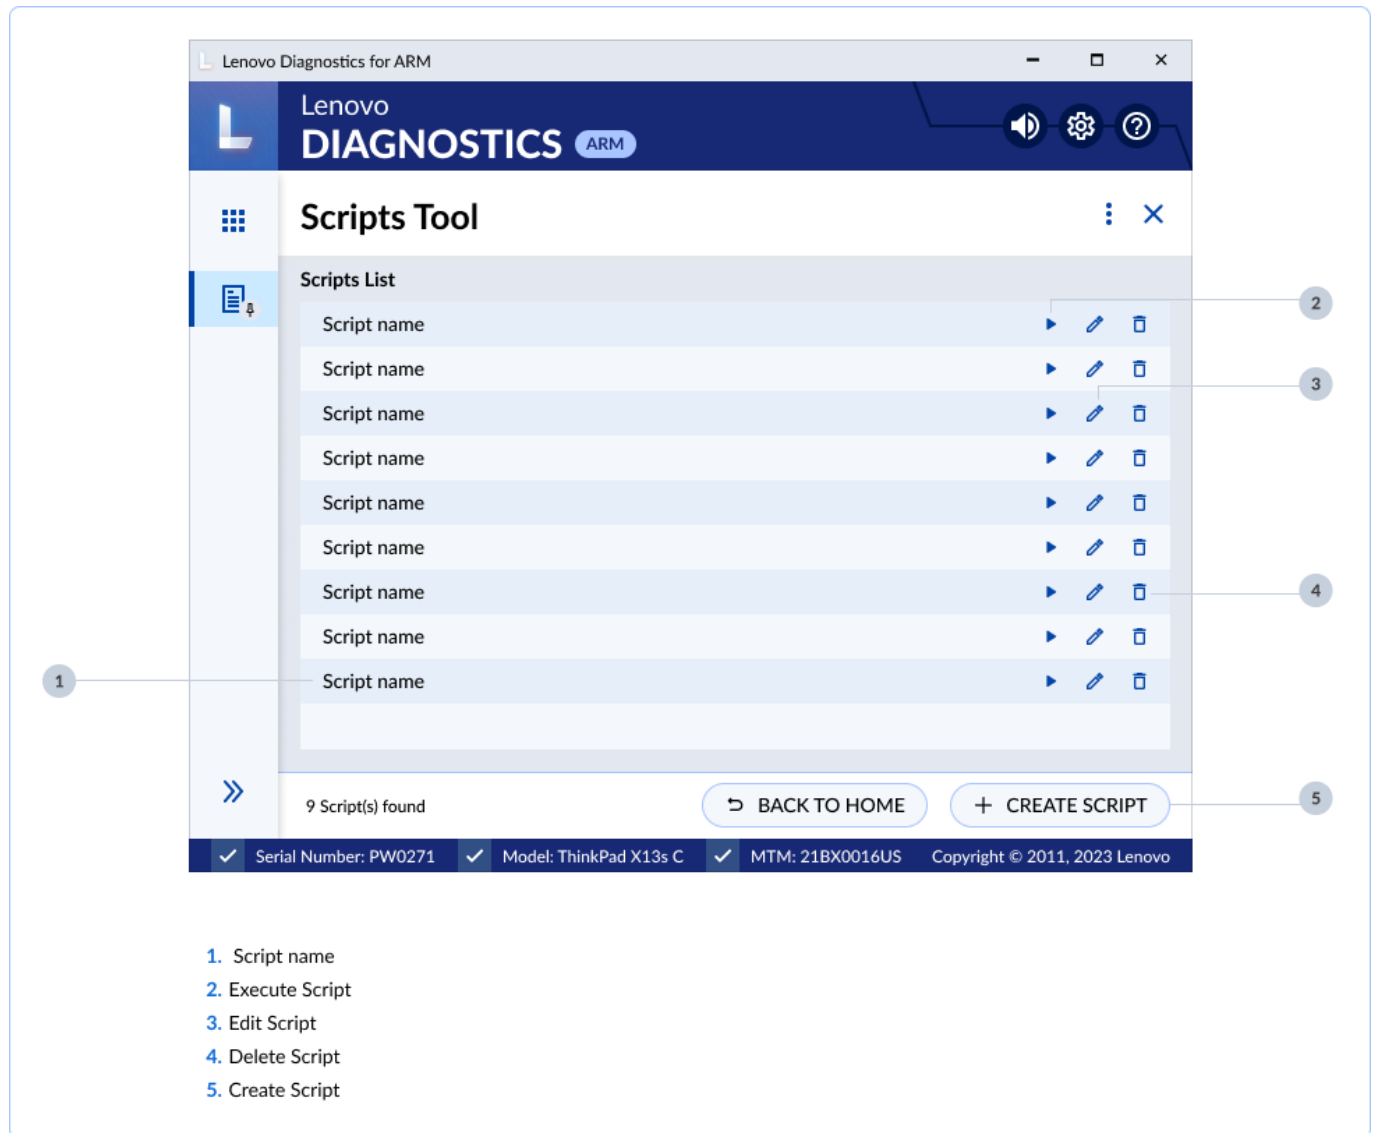 Lenovo Diagnostics for ARM
Lenovo
DIAGNOSTICS ARM
Scripts Tool
Scripts List
Script name
Script name
Script name
Script name
Script name
Script name
Script name
Script name
Script name
2
3
4
1
9 Script(s) found
BACK TO HOME
CREATE SCRIPT
5
Serial Number: PW0271 Model: ThinkPad X13s C MTM: 21BX0016US Copyright © 2011, 2023 Lenovo
1. Script name
2. Execute Script
3. Edit Script
4. Delete Script
5. Create Script